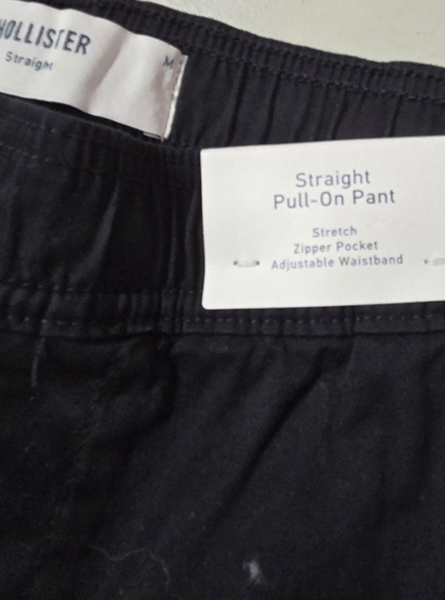 HOLLISTER
Straight
M
Straight
Pull-On Pant
Stretch
Zipper Pocket
Adjustable Waistband